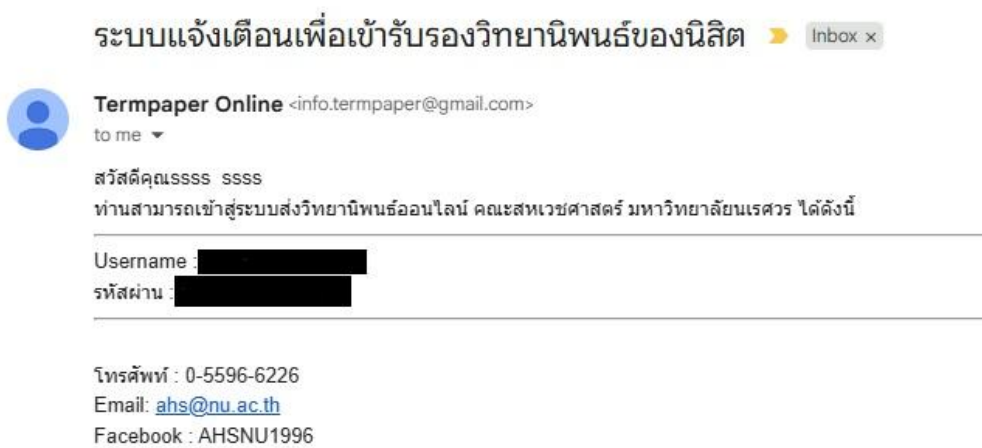 ระบบแจ้งเตือนเพื่อเข้ารับรองวิทยานิพนธ์ของนิสิต Inbox ×
Termpaper Online <info.termpaper@gmail.com>
to me
สวัสดีคุณssss ssss
ท่านสามารถเข้าสู่ระบบส่งวิทยานิพนธ์ออนไลน์ คณะสหเวชศาสตร์ มหาวิทยาลัยนเรศวร ได้ดังนี้
Username :
รหัสผ่าน :
โทรศัพท์ : 0-5596-6226
Email: ahs@nu.ac.th
Facebook : AHSNU1996